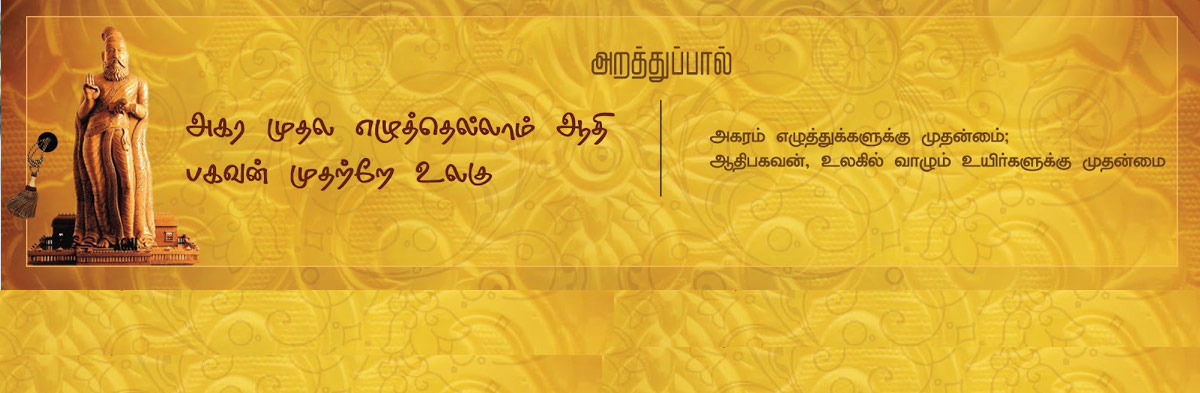 அறத்துப்பால்
அகர முதல எழுத்தெல்லாம் ஆதி
பகவன் முதற்றே உலகு
அகரம் எழுத்துக்களுக்கு முதன்மை;
ஆதிபகவன், உலகில் வாழும் உயிர்களுக்கு முதன்மை